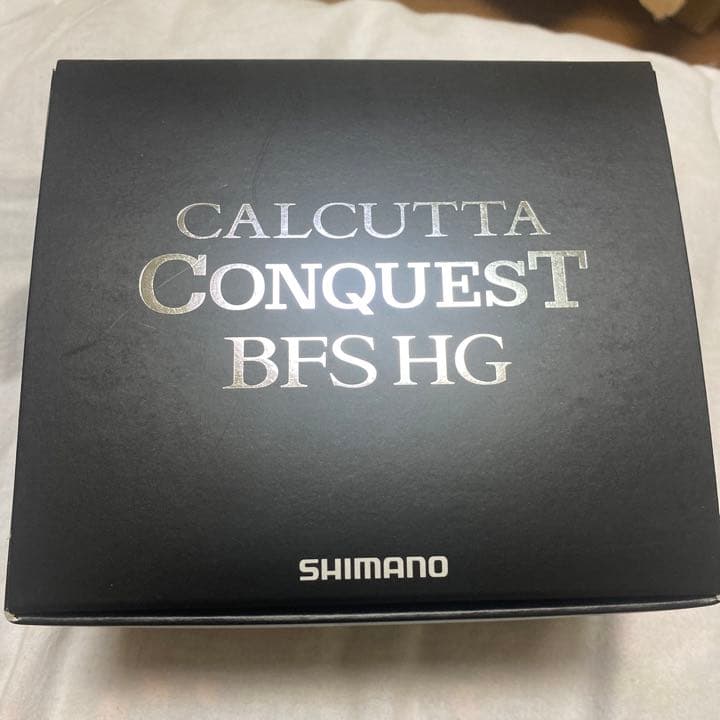 CALCUTTA
CONQUEST
BFS HG
SHIMANO